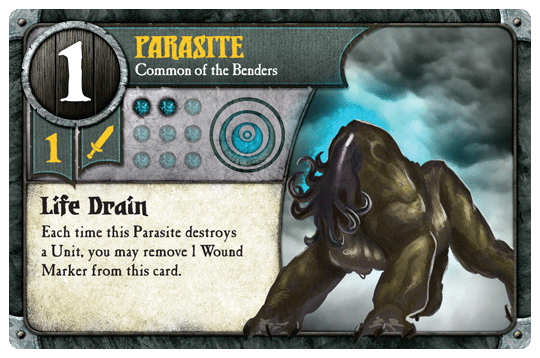 1
PARASITE
Common of the Benders
1
Life Drain
Each time this Parasite destroys
a Unit, you may remove 1 Wound
Marker from this card.